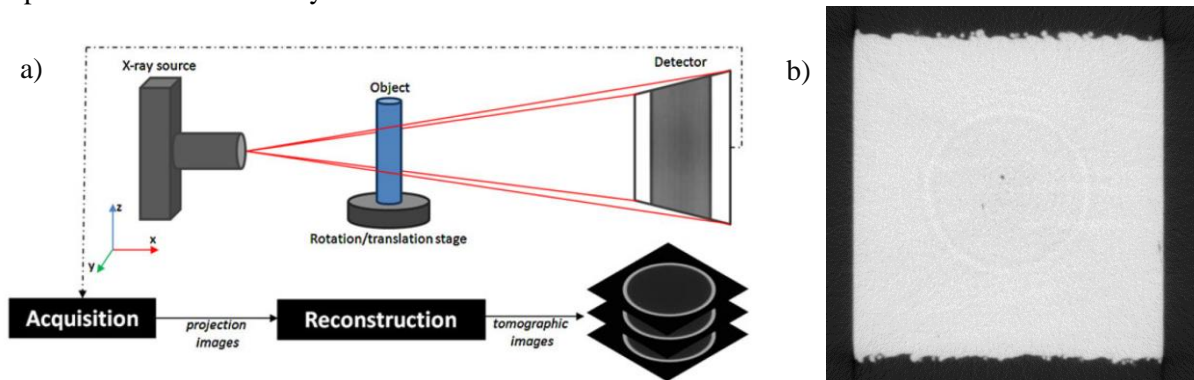 a)
X-ray source
Object
Detector
b)
z
x
y
Rotation/translation stage
Acquisition
projection
images
Reconstruction
tomographic
images